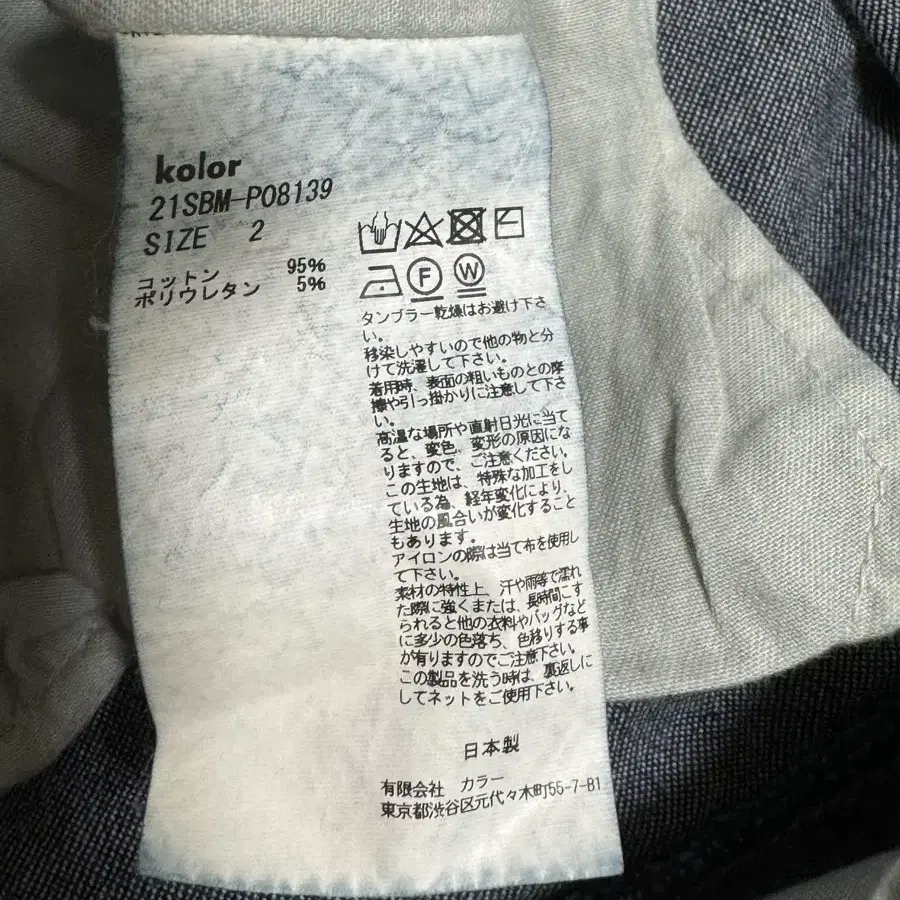 kolor
21SBM-P08139
SIZE 2
コットン 95%
ポリウレタン 5%
F W
タンブラー乾燥はお避け下さ
い。
移染しやすいので他の物と分
けて洗濯して下さい。
着用時、表面の粗いものとの摩
擦や引っ掛かりに注意して下さ
い。
高温な場所や直射日光に当て
ると、変色、変形の原因にな
りますので、ご注意ください。
この生地は、特殊な加工をし
ている為、経年変化により、
生地の風合いが変化すること
もあります。
アイロンの際は当て布を使用し
て下さい。
素材の特性上、汗や雨等で濡れ
た際に強くまたは、長時間こす
られると他の衣料やバッグなど
に多少の色落ち、色移りする事
が有りますのでご注意下さい。
この製品を洗う時は、裏返しに
してネットをご使用下さい。
日本製
有限会社 カラー
東京都渋谷区元代々木町55-7-B1